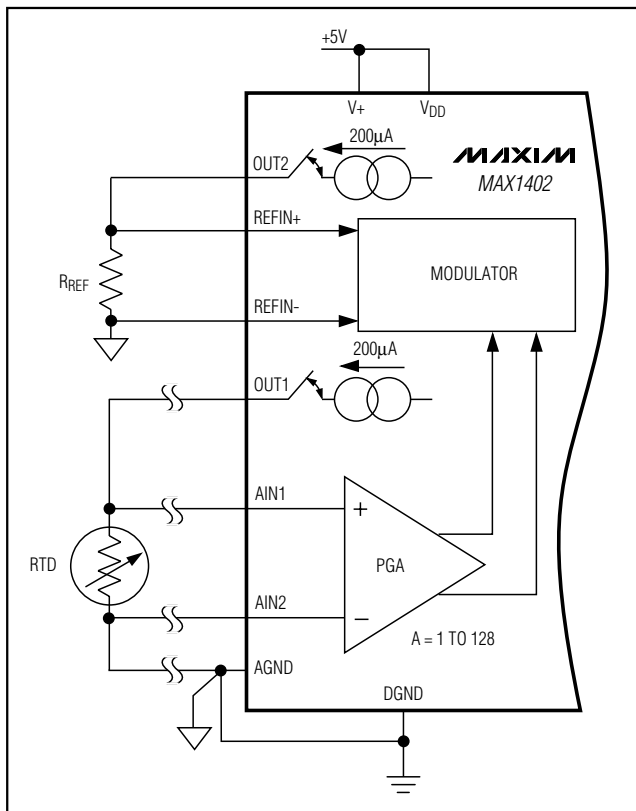 +5V
V+
VDD
200µA
MAXIM
MAX1402
OUT2
REFIN+
RREF
MODULATOR
REFIN-
200µA
OUT1
AIN1
+
RTD
PGA
AIN2
−
A = 1 TO 128
AGND
DGND